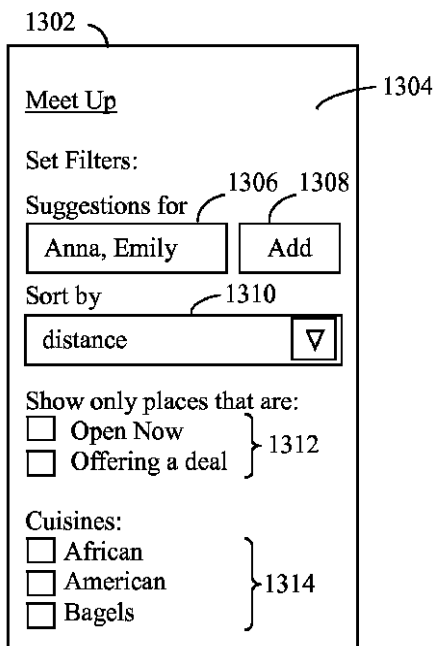 1302
1304
Meet Up
Set Filters:
1306 1308
Suggestions for
Anna, Emily Add
Sort by 1310
distance
Show only places that are:
Open Now
Offering a deal
1312
Cuisines:
African
American 1314
Bagels